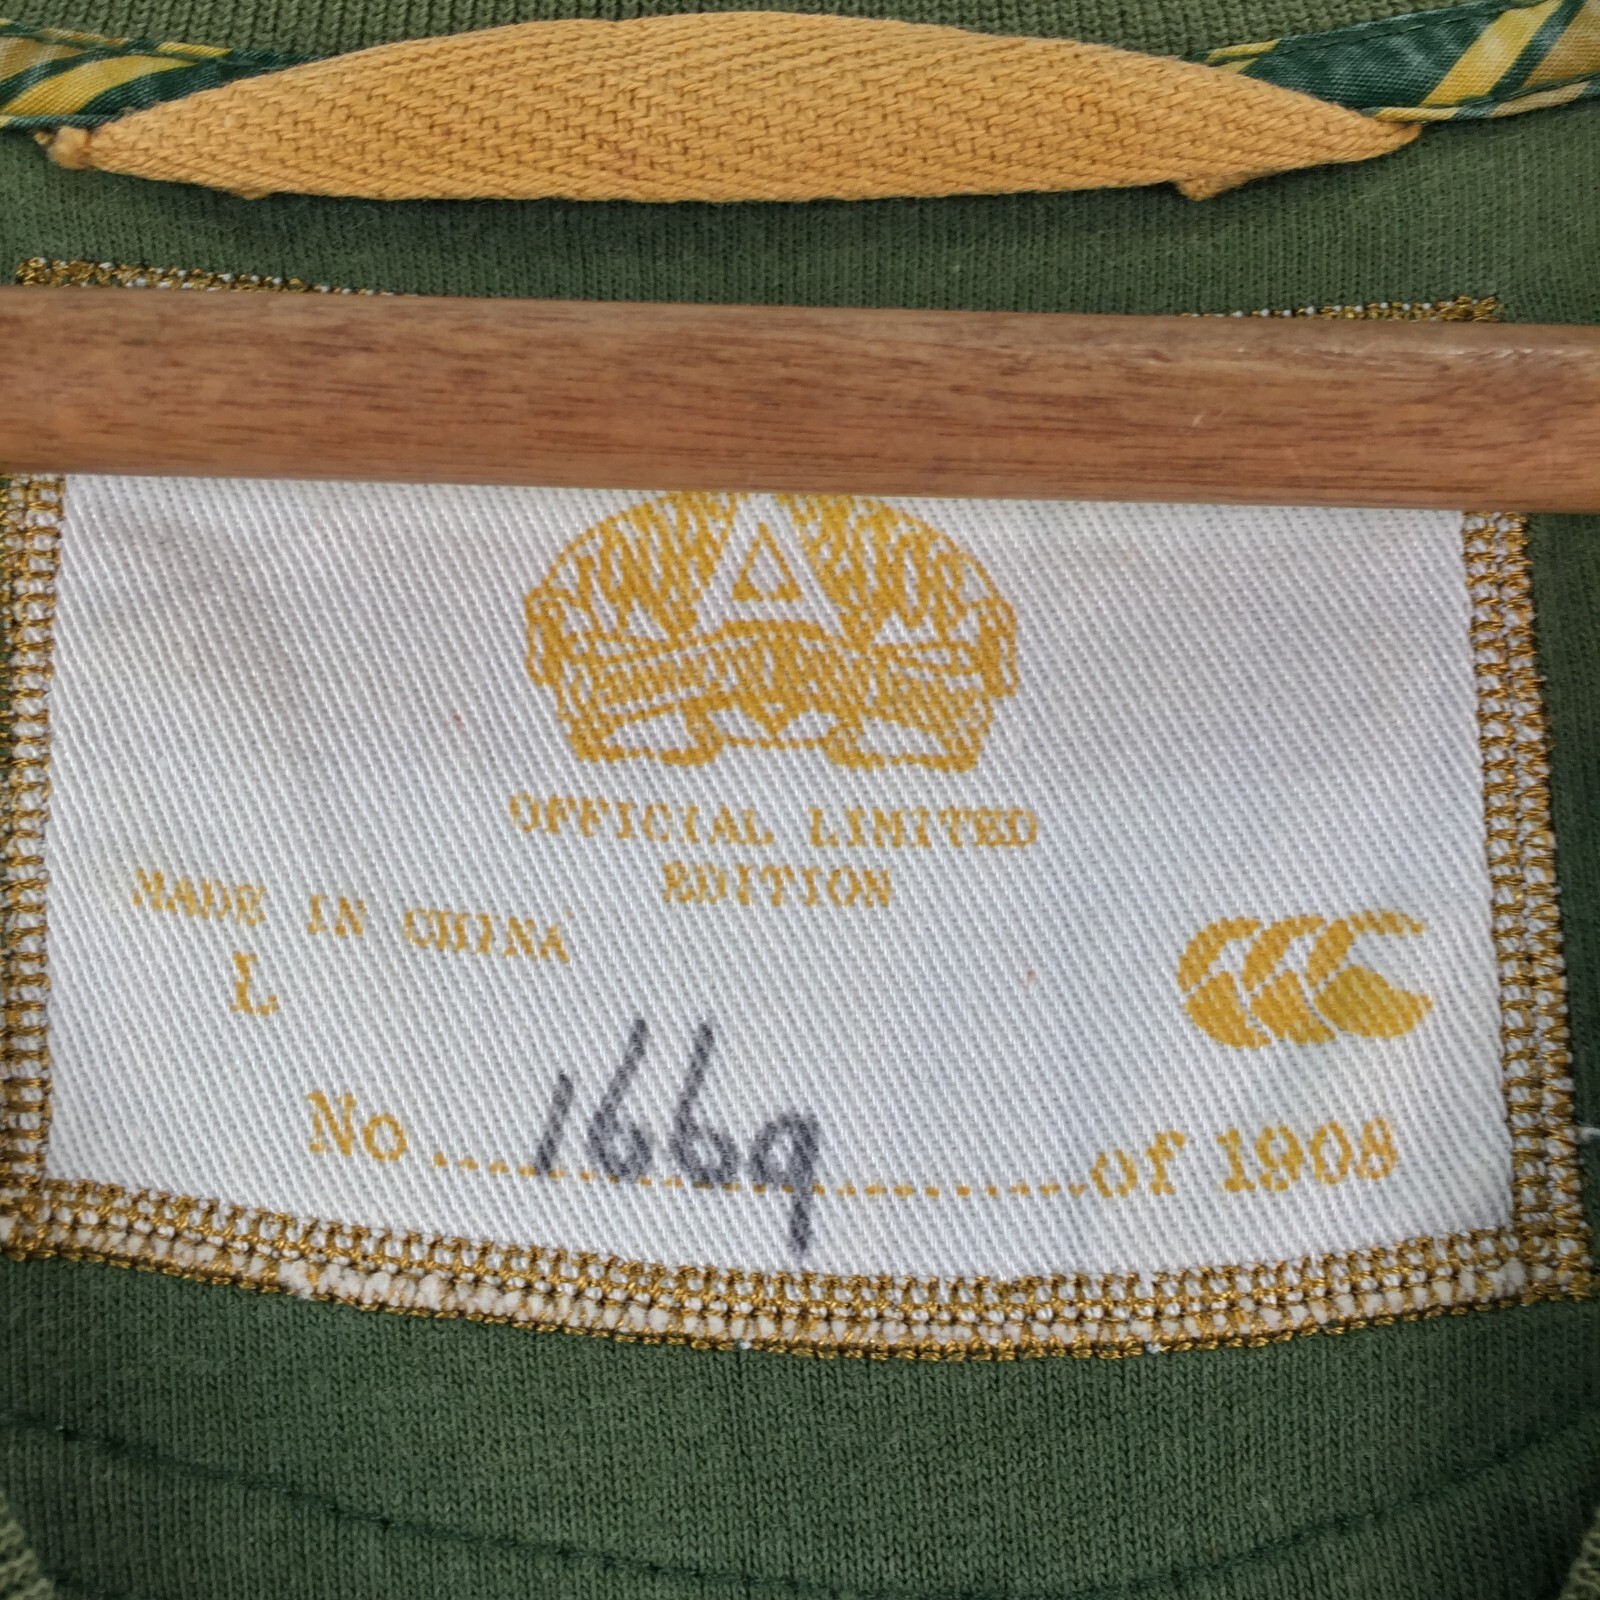 OFFICIAL LIMITED
EDITION
MADE IN CHINA
L
No 1669 of 1908